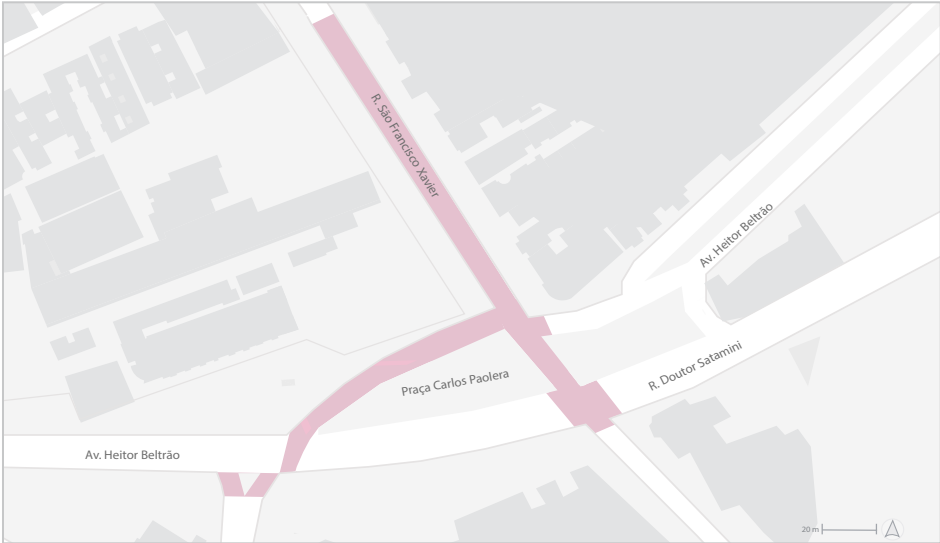 R. São Francisco Xavier
Av. Heitor Beltrão
R. Doutor Satamini
Praça Carlos Paolera
Av. Heitor Beltrão
20 m